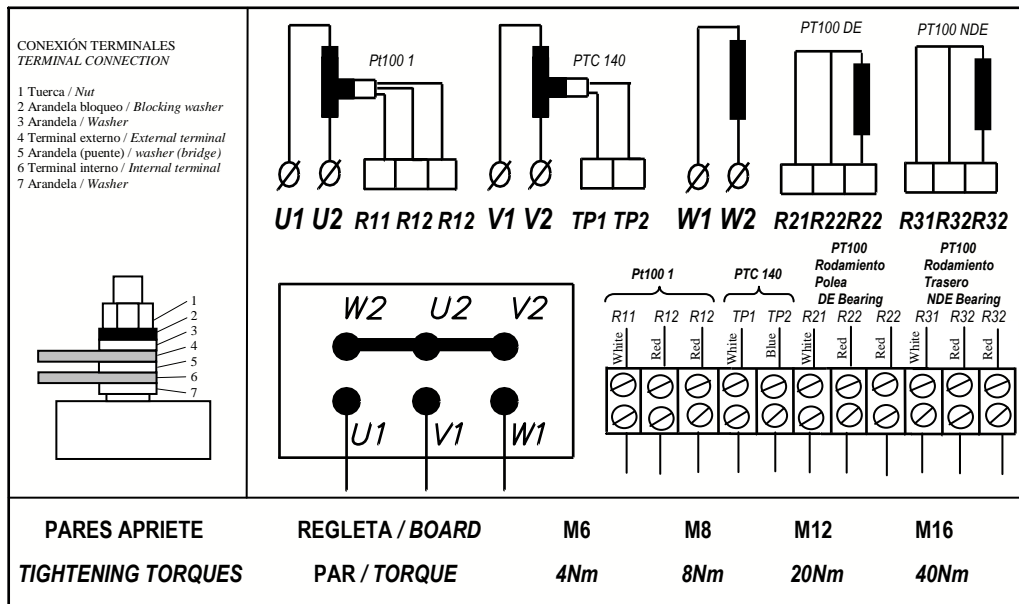 CONEXIÓN TERMINALES
TERMINAL CONNECTION
1 Tuerca / Nut
2 Arandela bloqueo / Blocking washer
3 Arandela / Washer
4 Terminal externo / External terminal
5 Arandela (puente) / washer (bridge)
6 Terminal interno / Internal terminal
7 Arandela / Washer
1
2
3
4
5
6
7
Pt100 1
PTC 140
PT100 DE
PT100 NDE
U1 U2 R11 R12 R12 V1 V2 TP1 TP2 W1 W2 R21 R22 R22 R31 R32 R32
W2 U2 V2
U1 V1 W1
Pt100 1
PTC 140
PT100
Rodamiento
Polea
DE Bearing
PT100
Rodamiento
Trasero
NDE Bearing
R11 R12 R12 TP1 TP2 R21 R22 R22 R31 R32 R32
White Red Red White Blue White Red Red White Red Red
PARES APRIETE REGLETA / BOARD M6 M8 M12 M16
TIGHTENING TORQUES PAR / TORQUE 4Nm 8Nm 20Nm 40Nm